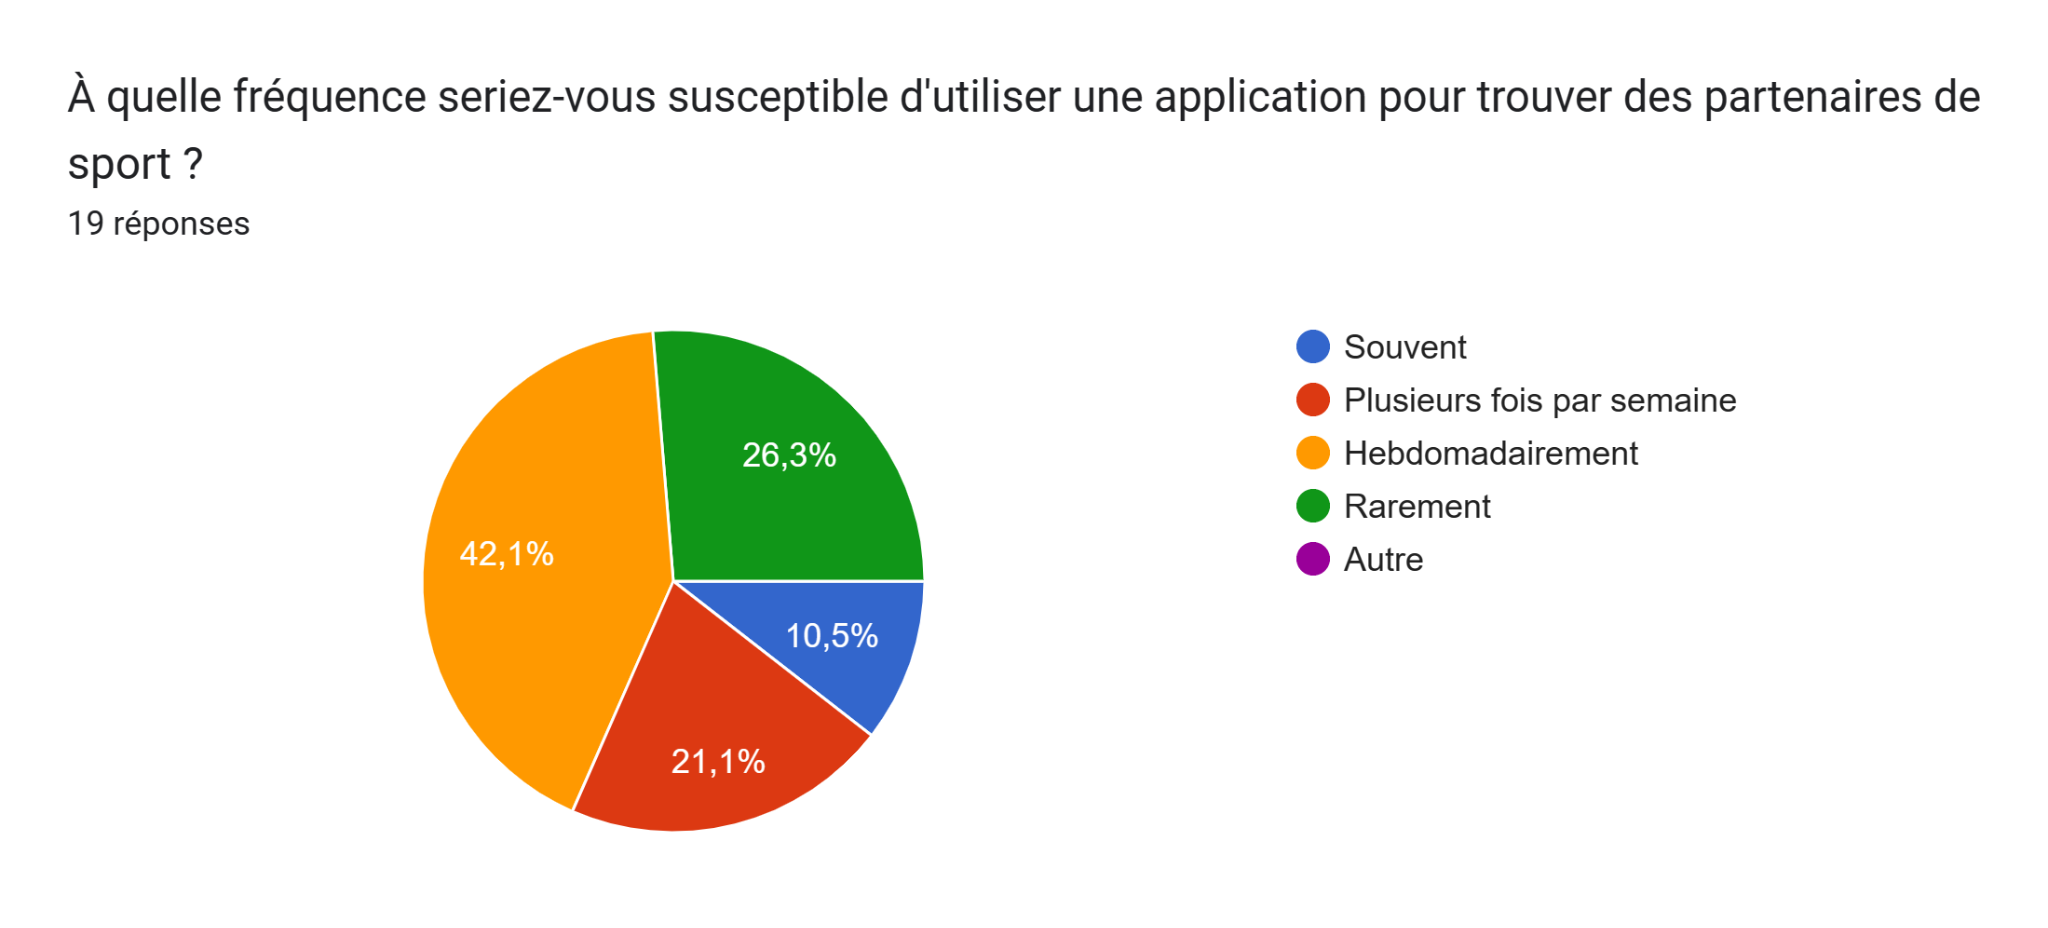 À quelle fréquence seriez-vous susceptible d'utiliser une application pour trouver des partenaires de
sport ?
19 réponses
26,3%
42,1%
10,5%
21,1%
Souvent
Plusieurs fois par semaine
Hebdomadairement
Rarement
Autre